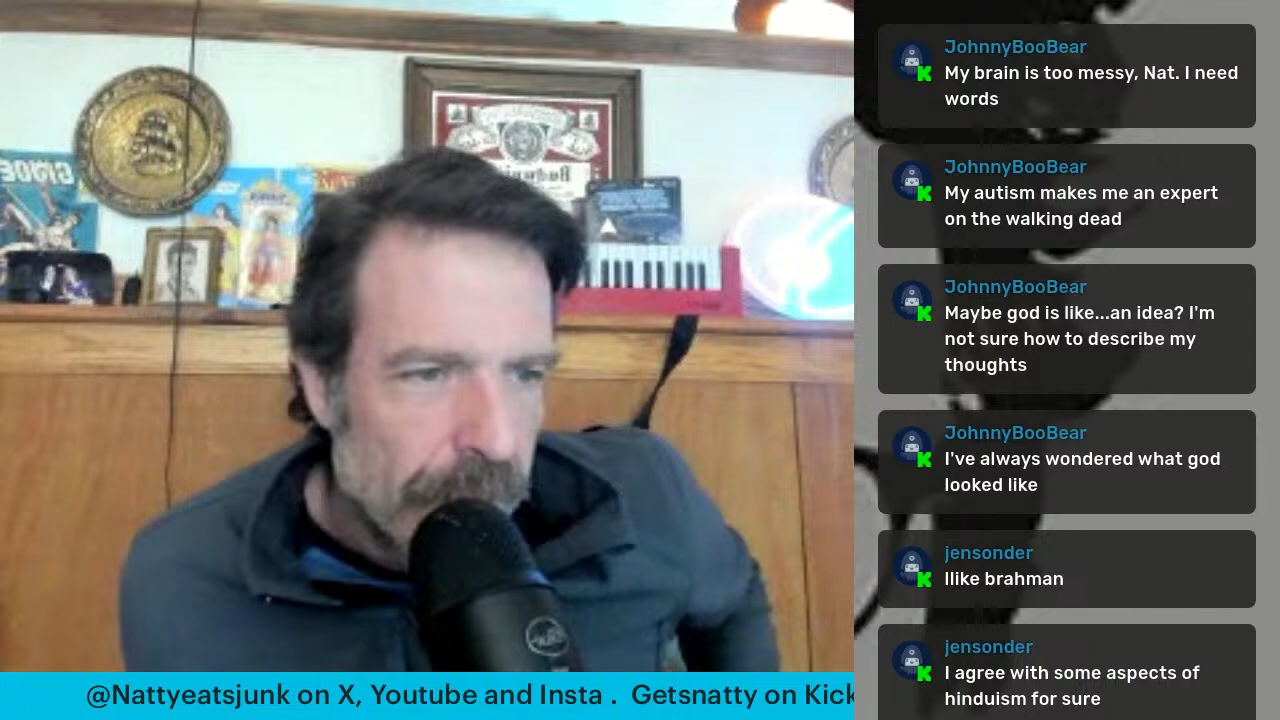 GIJOE
Budweiser
JohnnyBooBear
My brain is too messy, Nat. I need
words
JohnnyBooBear
My autism makes me an expert
on the walking dead
JohnnyBooBear
Maybe god is like...an idea? I'm
not sure how to describe my
thoughts
JohnnyBooBear
I've always wondered what god
looked like
jensonder
Ilike brahman
jensonder
I agree with some aspects of
hinduism for sure
@Nattyeatsjunk on X, Youtube and Insta . Getsnatty on Kick